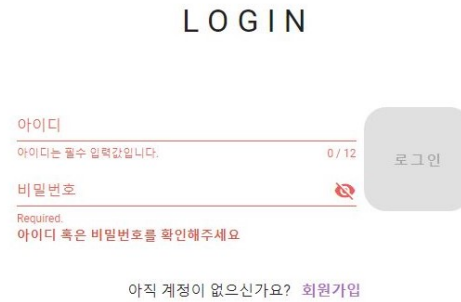 LOGIN
아이디
아이디는 필수 입력값입니다. 0 / 12
비밀번호
Required.
아이디 혹은 비밀번호를 확인해주세요
로그인
아직 계정이 없으신가요? 회원가입